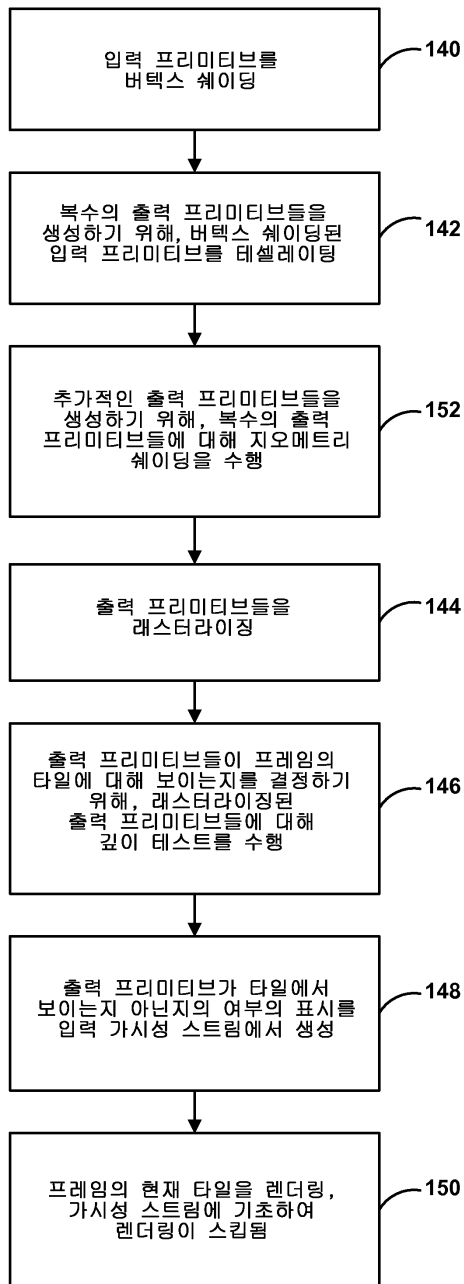 입력 프리미티브를
버텍스 쉐이딩
140
복수의 출력 프리미티브들을
생성하기 위해, 버텍스 쉐이딩된
입력 프리미티브를 테셀레이팅
142
추가적인 출력 프리미티브들을
생성하기 위해, 복수의 출력
프리미티브들에 대해 지오메트리
쉐이딩을 수행
152
출력 프리미티브들을
래스터라이징
144
출력 프리미티브들이 프레임의
타일에 대해 보이는지를 결정하기
위해, 래스터라이징된
출력 프리미티브들에 대해
깊이 테스트를 수행
146
출력 프리미티브가 타일에서
보이는지 아닌지의 여부의 표시를
입력 가시성 스트림에서 생성
148
프레임의 현재 타일을 렌더링,
가시성 스트림에 기초하여
렌더링이 스킵됨
150